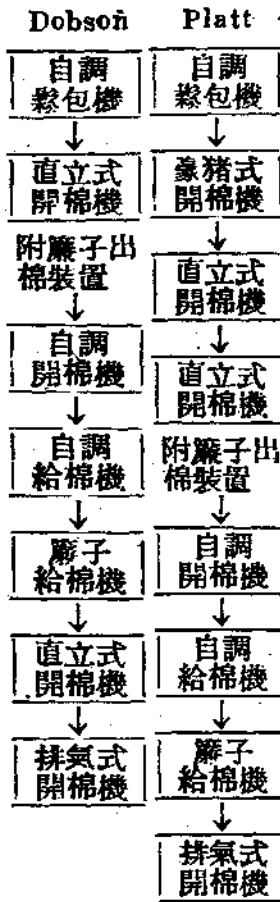 Dobson
自調
鬆包機
直立式
開棉機
附簾子出
棉裝置
自調
開棉機
自調
給棉機
簾子
給棉機
直立式
開棉機
排氣式
開棉機
Platt
自調
鬆包機
豪猪式
開棉機
直立式
開棉機
直立式
開棉機
附簾子出
棉裝置
自調
開棉機
自調
給棉機
簾子
給棉機
排氣式
開棉機